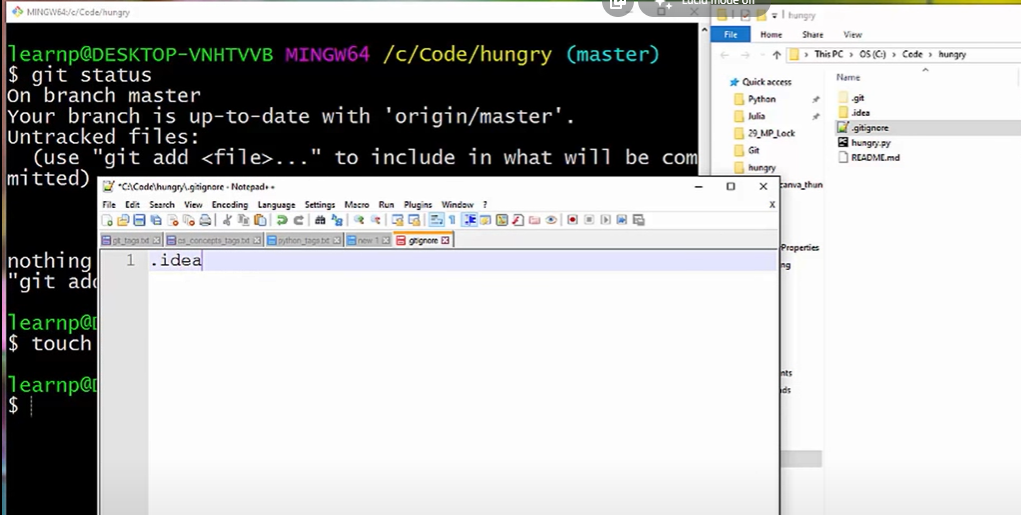 MINGW64:/c/Code/hungry
Lucid mode off
learnp@DESKTOP-VNHTVVB MINGW64 /c/Code/hungry (master)
$ git status
On branch master
Your branch is up-to-date with 'origin/master'.
Untracked files:
(use "git add <file>..." to include in what will be com
mitted)
nothing
"git add
learnp@
$ touch
learnp@
$
*C:\Code\hungry\.gitignore - Notepad++
File Edit Search View Encoding Language Settings Macro Run Plugins Window ?
X
git_tags.txt cs_concepts_tags.txt python_tags.txt new 1 .gitignore
1 .idea
hungry
File Home Share View
This PC > OS (C:) > Code > hungry
Quick access
Python
Julia
29_MP_Lock
Git
hungry
canva_thun
Properties
ng
nts
ds
Name
.git
.idea
.gitignore
hungry.py
README.md